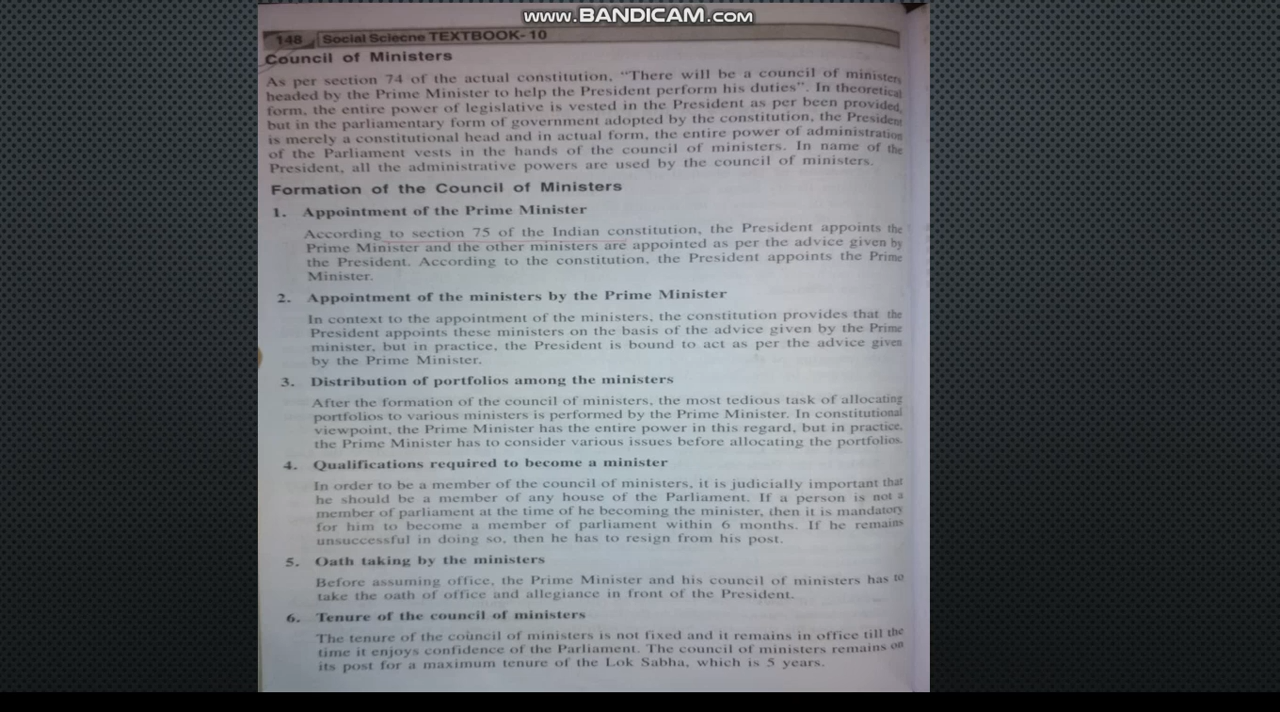 www.BANDICAM.com
148 Social Sciecne TEXTBOOK-10
Council of Ministers
As per section 74 of the actual constitution, “There will be a council of ministers
headed by the Prime Minister to help the President perform his duties”. In theoretical
form, the entire power of legislative is vested in the President as per been provided,
but in the parliamentary form of government adopted by the constitution, the President
is merely a constitutional head and in actual form, the entire power of administration
of the Parliament vests in the hands of the council of ministers. In name of the
President, all the administrative powers are used by the council of ministers.
Formation of the Council of Ministers
1. Appointment of the Prime Minister
According to section 75 of the Indian constitution, the President appoints the
Prime Minister and the other ministers are appointed as per the advice given by
the President. According to the constitution, the President appoints the Prime
Minister.
2. Appointment of the ministers by the Prime Minister
In context to the appointment of the ministers, the constitution provides that the
President appoints these ministers on the basis of the advice given by the Prime
minister, but in practice, the President is bound to act as per the advice given
by the Prime Minister.
3. Distribution of portfolios among the ministers
After the formation of the council of ministers, the most tedious task of allocating
portfolios to various ministers is performed by the Prime Minister. In constitutional
viewpoint, the Prime Minister has the entire power in this regard, but in practice,
the Prime Minister has to consider various issues before allocating the portfolios.
4. Qualifications required to become a minister
In order to be a member of the council of ministers, it is judicially important that
he should be a member of any house of the Parliament. If a person is not a
member of parliament at the time of he becoming the minister, then it is mandatory
for him to become a member of parliament within 6 months. If he remains
unsuccessful in doing so, then he has to resign from his post.
5. Oath taking by the ministers
Before assuming office, the Prime Minister and his council of ministers has to
take the oath of office and allegiance in front of the President.
6. Tenure of the council of ministers
The tenure of the council of ministers is not fixed and it remains in office till the
time it enjoys confidence of the Parliament. The council of ministers remains on
its post for a maximum tenure of the Lok Sabha, which is 5 years.